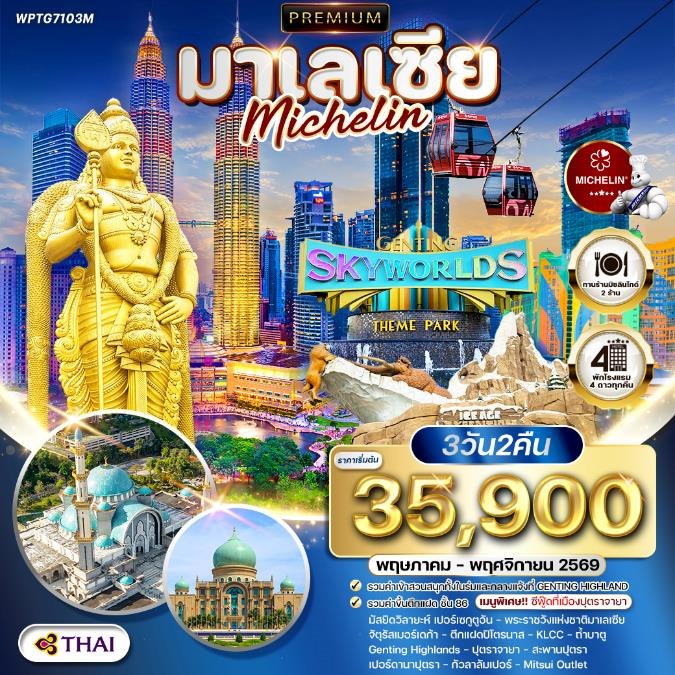 WPTG7103M
PREMIUM
มาเลเซีย
Michelin
MICHELIN
GENTING
SKYWORLDS
THEME PARK
ทานร้านมิชลินไกด์
2 ร้าน
4
พักโรงแรม
4 ดาวทุกคืน
ICE AGE
3วัน2คืน
ราคาเริ่มต้น
35,900
พฤษภาคม - พฤศจิกายน 2569
รวมค่าเข้าสวนสนุกทั้งในร่มและกลางแจ้งที่ GENTING HIGHLAND
รวมค่าขึ้นตึกแฝด ชั้น 86 เมนูพิเศษ!! ซีฟู้ดที่เมืองปุตราจายา
มัสยิดวิลายะห์ เปอร์เซกูตูอัน - พระราชวังแห่งชาติมาเลเซีย
จัตุรัสเมอร์เดก้า - ตึกแฝดปิโตรนาส - KLCC - ถ้ำบาตู
Genting Highlands - ปุตราจายา - สะพานปุตรา
เปอร์ดานาปุตรา - กัวลาลัมเปอร์ - Mitsui Outlet
THAI